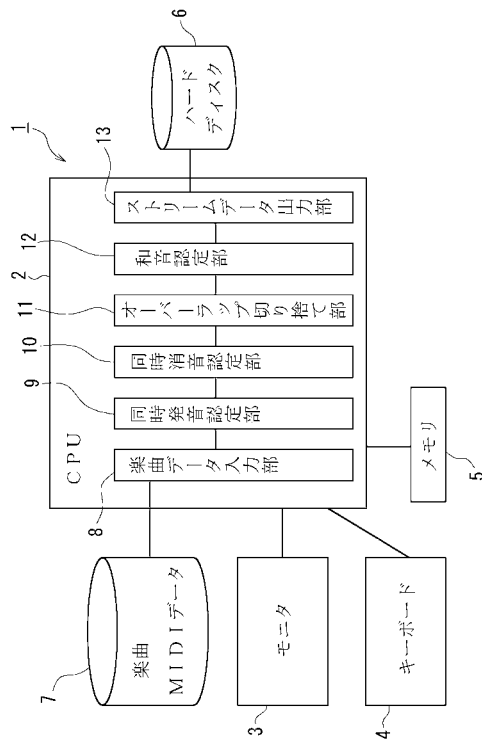 1
2
CPU
8
楽曲データ入力部
9
同時発音認定部
10
同時消音認定部
11
オーバーラップ切り捨て部
12
和音認定部
13
ストリームデータ出力部
7
楽曲
MIDIデータ
3
モニタ
4
キーボード
5
メモリ
6
ハード
ディスク